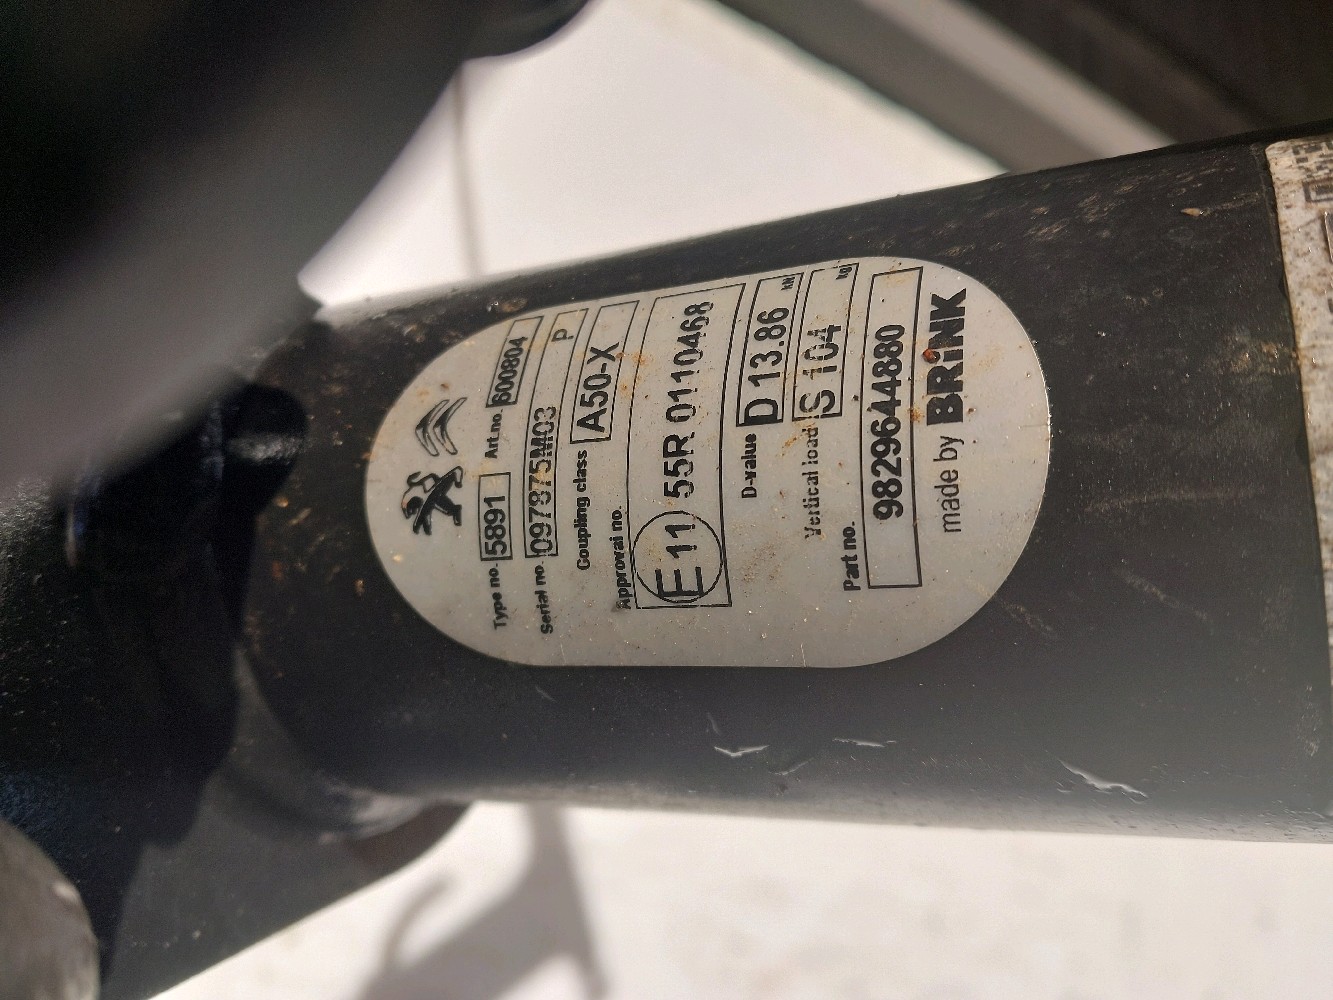 Type no. 5891 Art.no. 600804
Serial no. 097875M03 P
Coupling class A50-X
Approval no.
E11 55R 0110468
D-value D 13.86 kN
Vertical load S 104 kg
Part no.
9829644880
made by BRINK